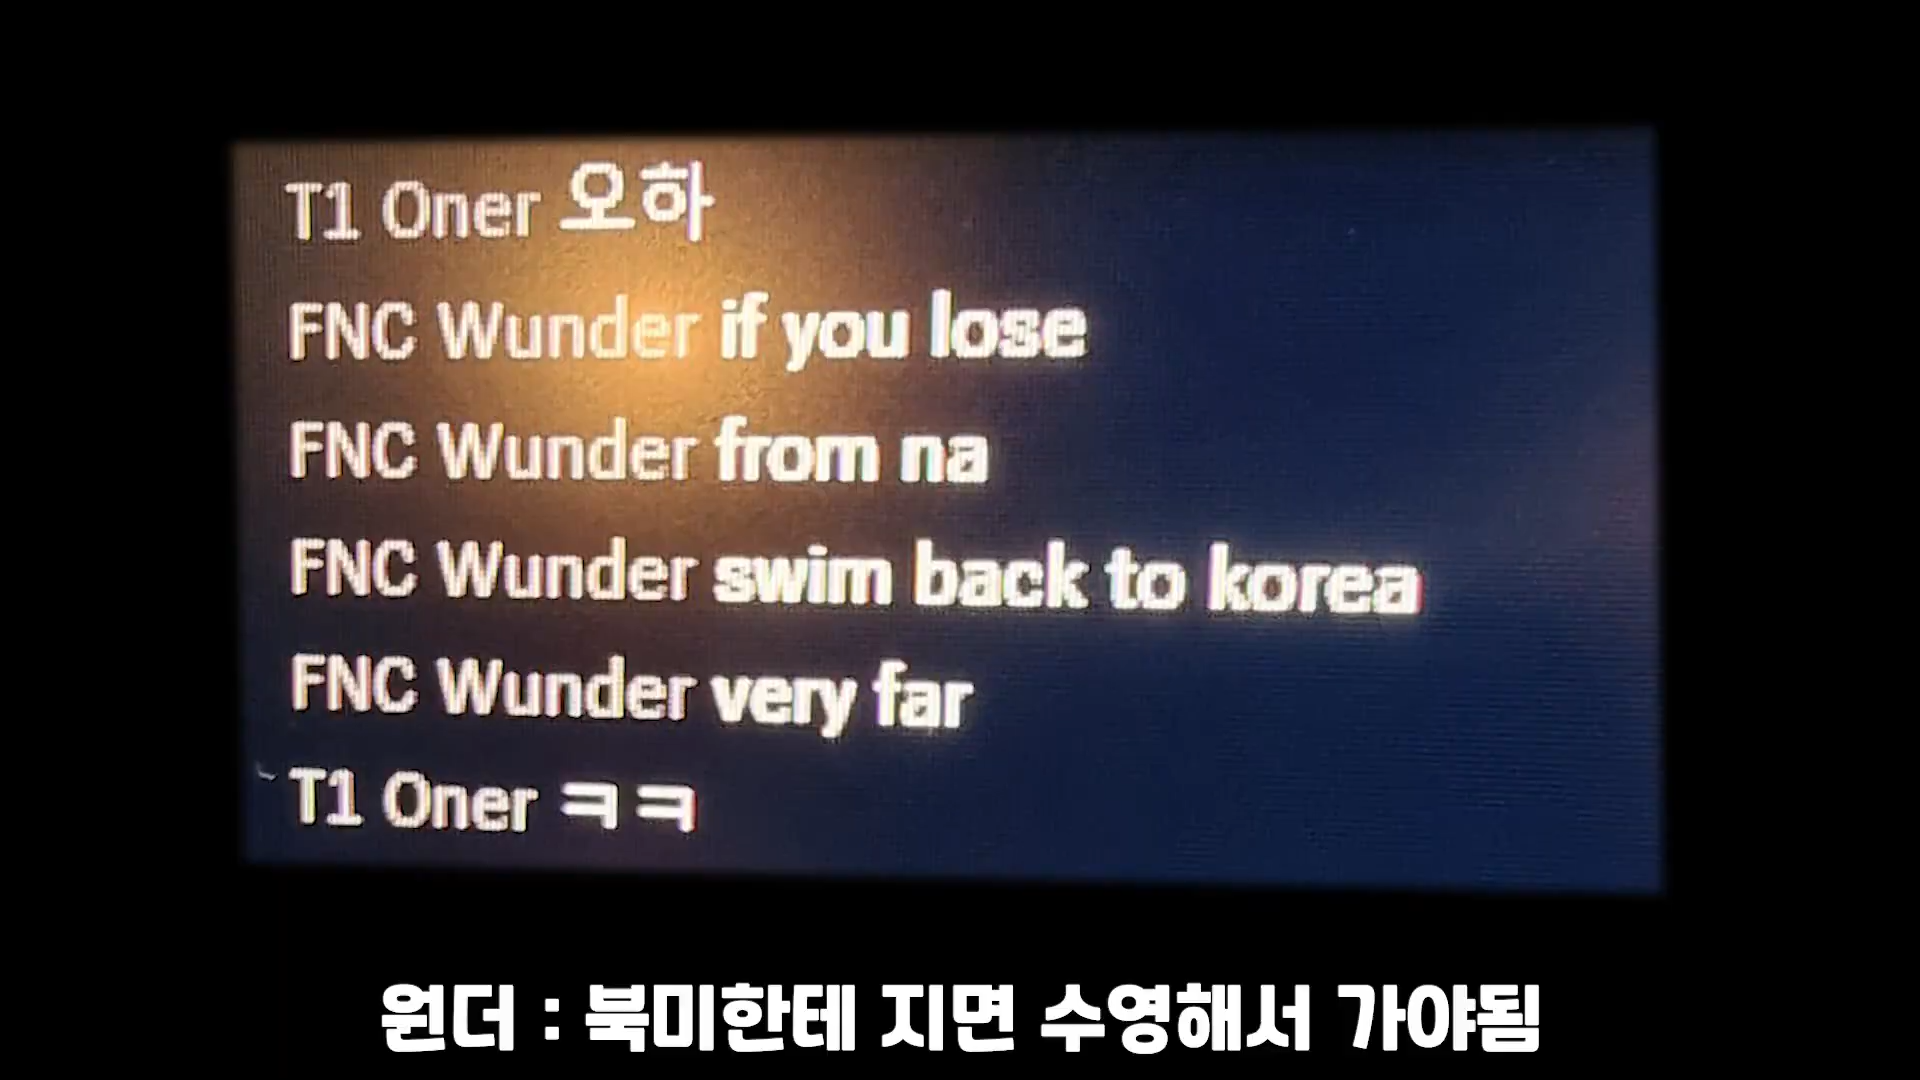 T1 Oner 오하
FNC Wunder if you lose
FNC Wunder from na
FNC Wunder swim back to korea
FNC Wunder very far
T1 Oner ㅋㅋ
원더 : 북미한테 지면 수영해서 가야됨